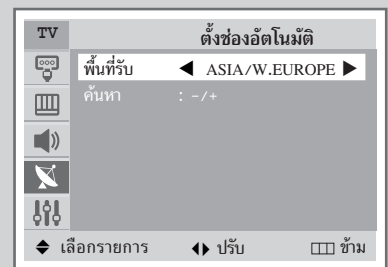 TV ตั้งช่องอัตโนมัติ
พื้นที่รับ ◀ ASIA/W.EUROPE ▶
ค้นหา : -/+
เลือกรายการ ปรับ ข้าม